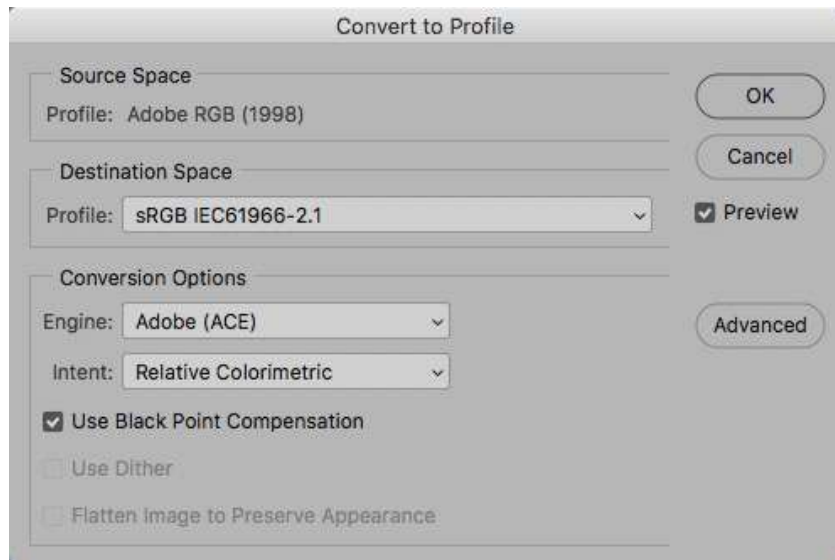 Convert to Profile
Source Space
Profile: Adobe RGB (1998)
OK
Cancel
Destination Space
Profile: sRGB IEC61966-2.1
Preview
Conversion Options
Engine: Adobe (ACE)
Advanced
Intent: Relative Colorimetric
Use Black Point Compensation
Use Dither
Flatten Image to Preserve Appearance